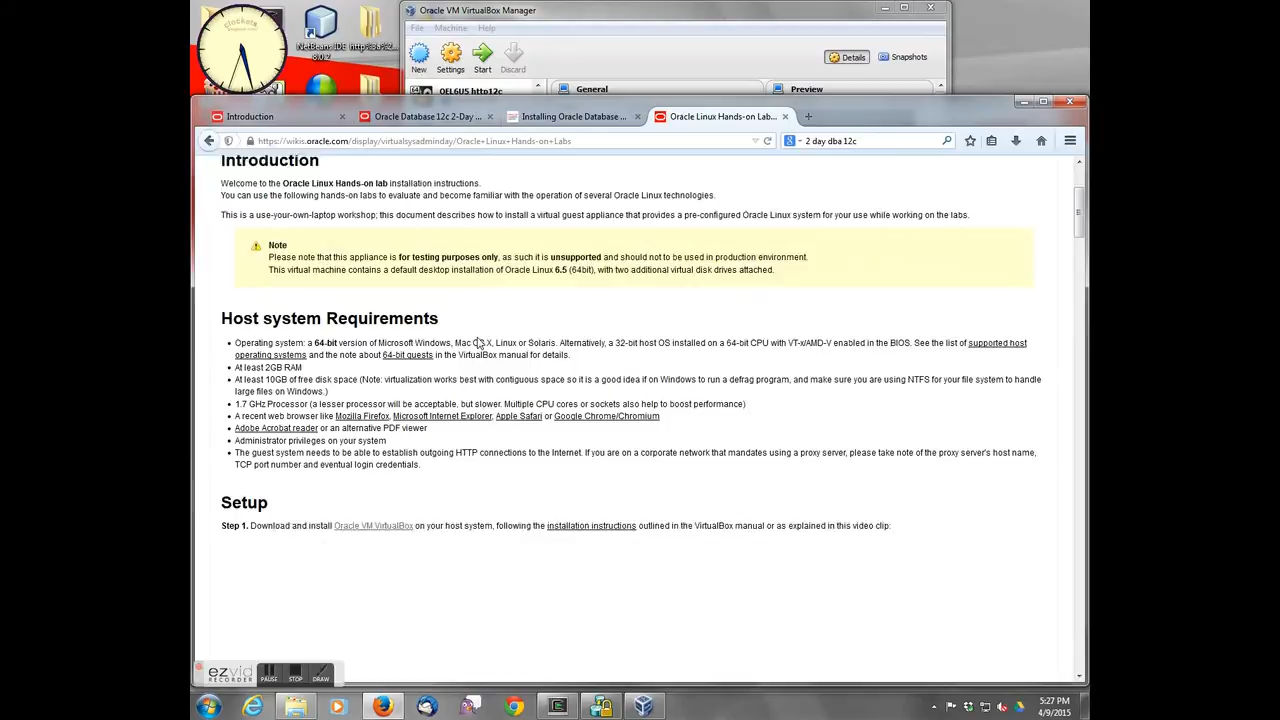 Oracle VM VirtualBox Manager
File Machine Help
clocket
NetBeans IDE
8.0.2
http%3a%2...
New Settings Start Discard
Details Snapshots
OEL6U5 http12c General Preview
Introduction Oracle Database 12c 2-Day ... Installing Oracle Database ... Oracle Linux Hands-on Lab...
https://wikis.oracle.com/display/virtualsysadminday/Oracle+Linux+Hands+on+Labs 2 day dba 12c
Introduction
Welcome to the Oracle Linux Hands-on lab installation instructions.
You can use the following hands-on labs to evaluate and become familiar with the operation of several Oracle Linux technologies.
This is a use-your-own-laptop workshop; this document describes how to install a virtual guest appliance that provides a pre-configured Oracle Linux system for your use while working on the labs.
Note
Please note that this appliance is for testing purposes only, as such it is unsupported and should not to be used in production environment.
This virtual machine contains a default desktop installation of Oracle Linux 6.5 (64bit), with two additional virtual disk drives attached.
Host system Requirements
Operating system: a 64-bit version of Microsoft Windows, Mac OS X, Linux or Solaris. Alternatively, a 32-bit host OS installed on a 64-bit CPU with VT-x/AMD-V enabled in the BIOS. See the list of supported host
operating systems and the note about 64-bit guests in the VirtualBox manual for details.
At least 2GB RAM
At least 10GB of free disk space (Note: virtualization works best with contiguous space so it is a good idea if on Windows to run a defrag program, and make sure you are using NTFS for your file system to handle
large files on Windows.)
1.7 GHz Processor (a lesser processor will be acceptable, but slower. Multiple CPU cores or sockets also help to boost performance)
A recent web browser like Mozilla Firefox, Microsoft Internet Explorer, Apple Safari or Google Chrome/Chromium
Adobe Acrobat reader or an alternative PDF viewer
Administrator privileges on your system
The guest system needs to be able to establish outgoing HTTP connections to the Internet. If you are on a corporate network that mandates using a proxy server, please take note of the proxy server's host name,
TCP port number and eventual login credentials.
Setup
Step 1. Download and install Oracle VM VirtualBox on your host system, following the installation instructions outlined in the VirtualBox manual or as explained in this video clip:
ezvid
RECORDER
PAUSE STOP DRAW
5:27 PM
4/9/2015